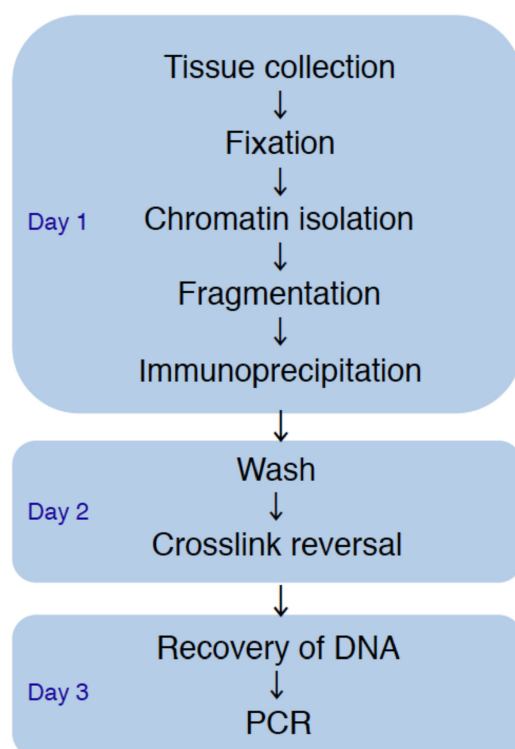 Tissue collection
↓
Fixation
↓
Day 1 Chromatin isolation
↓
Fragmentation
↓
Immunoprecipitation
↓
Wash
↓
Day 2
Crosslink reversal
↓
Recovery of DNA
↓
Day 3
PCR